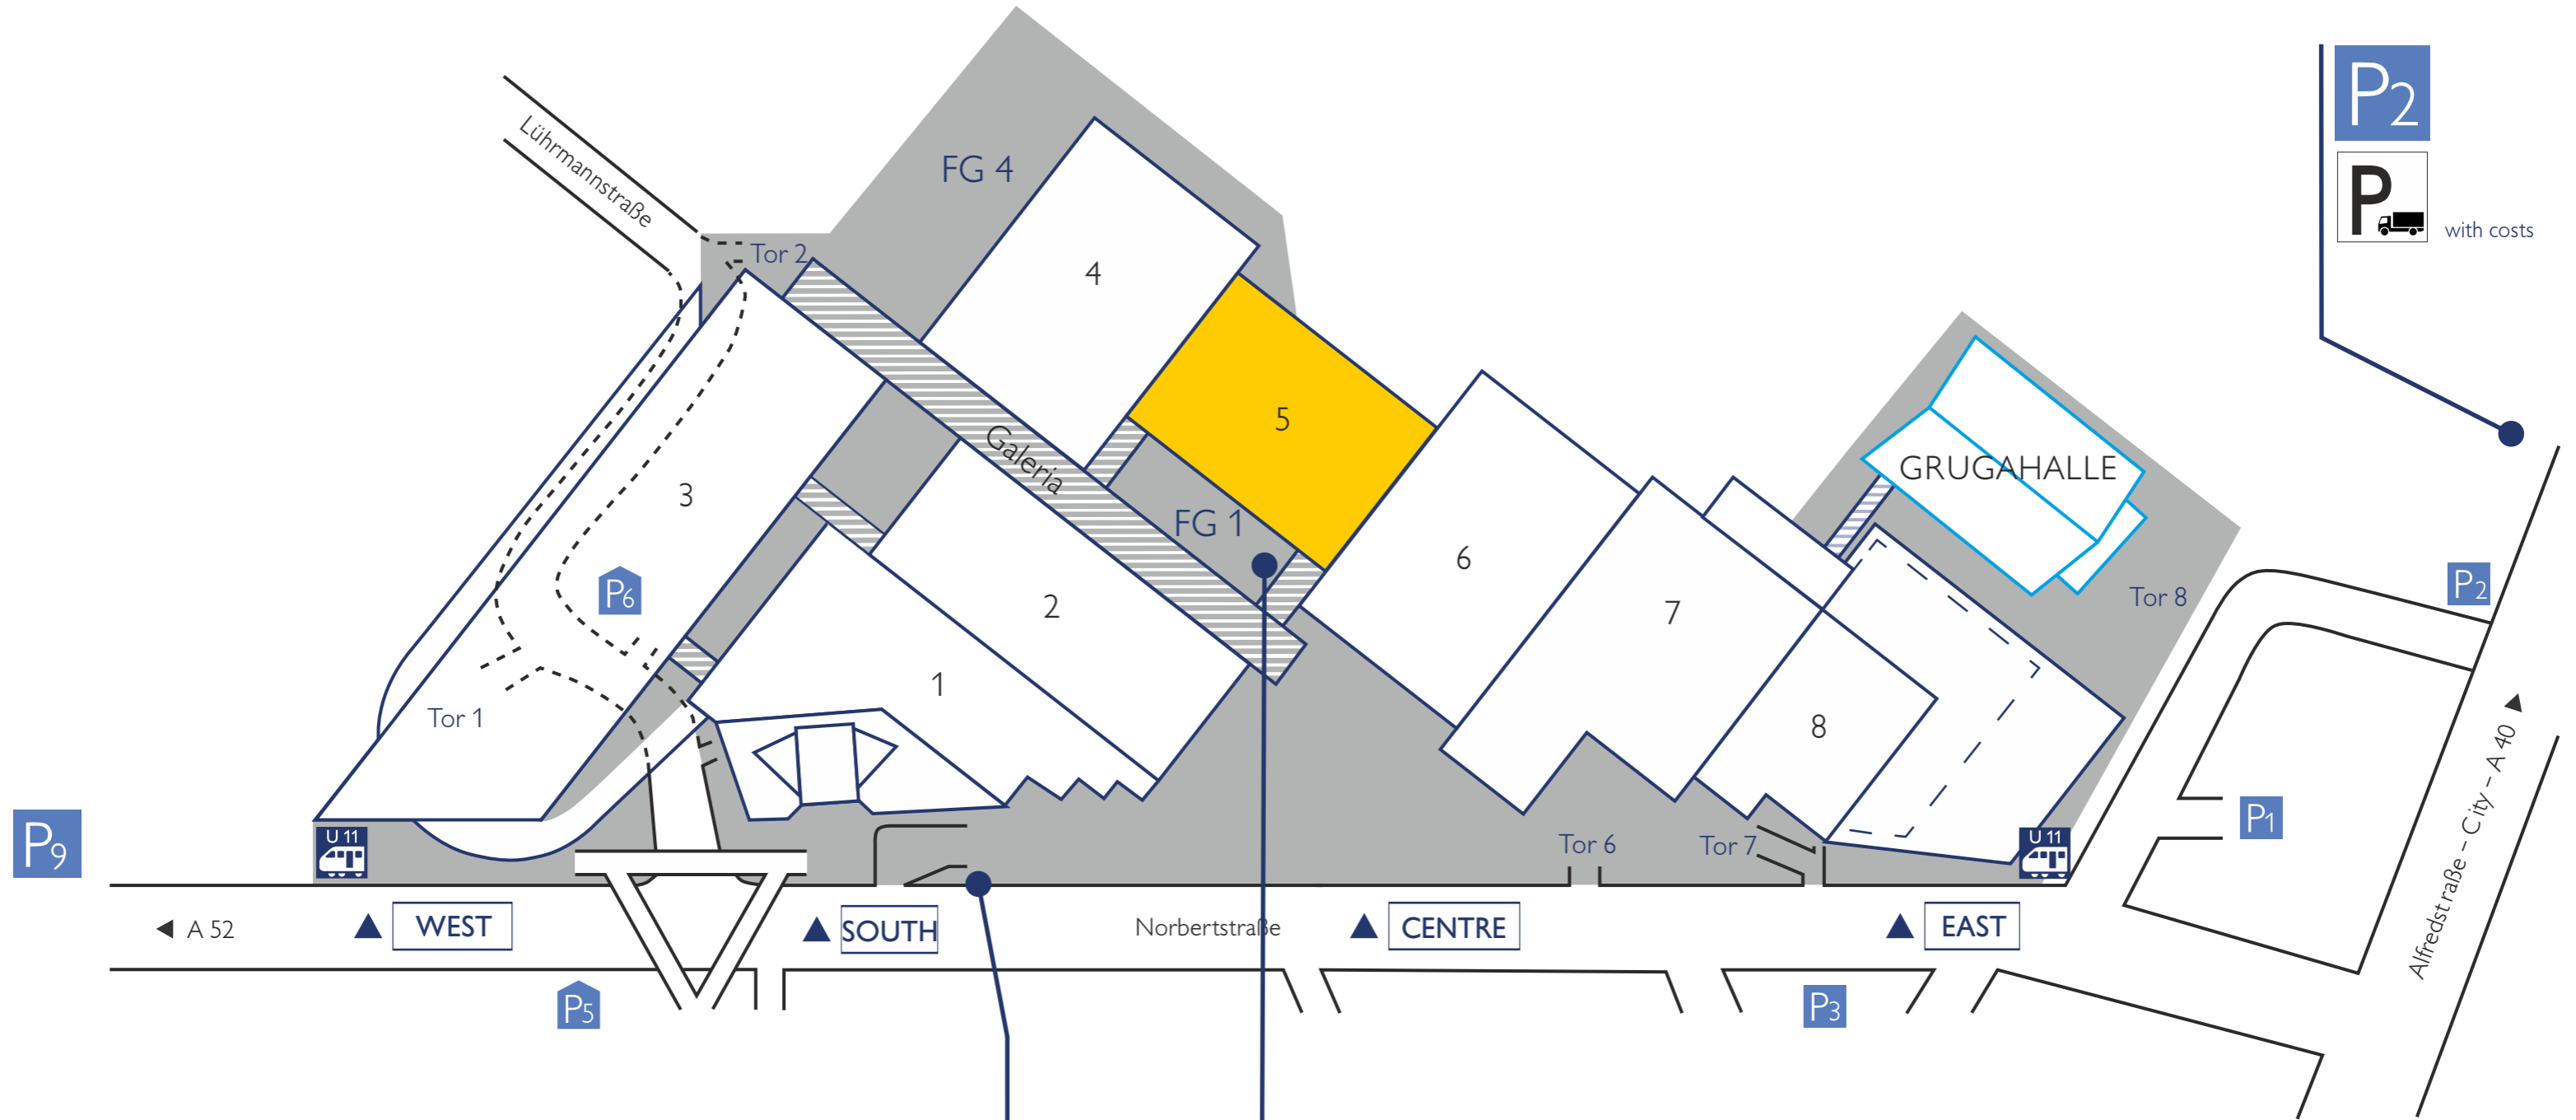 P2
P
with costs
Lührmannstraße
FG 4
Tor 2
4
5
Galeria
FG 1
3
GRUGAHALLE
6
7
2
P6
Tor 8
P2
1
Tor 1
8
P1
Alfredstraße – City – A 40
P9
U 11
Tor 6
Tor 7
U 11
A 52
WEST
SOUTH
Norbertstraße
CENTRE
EAST
P5
P3